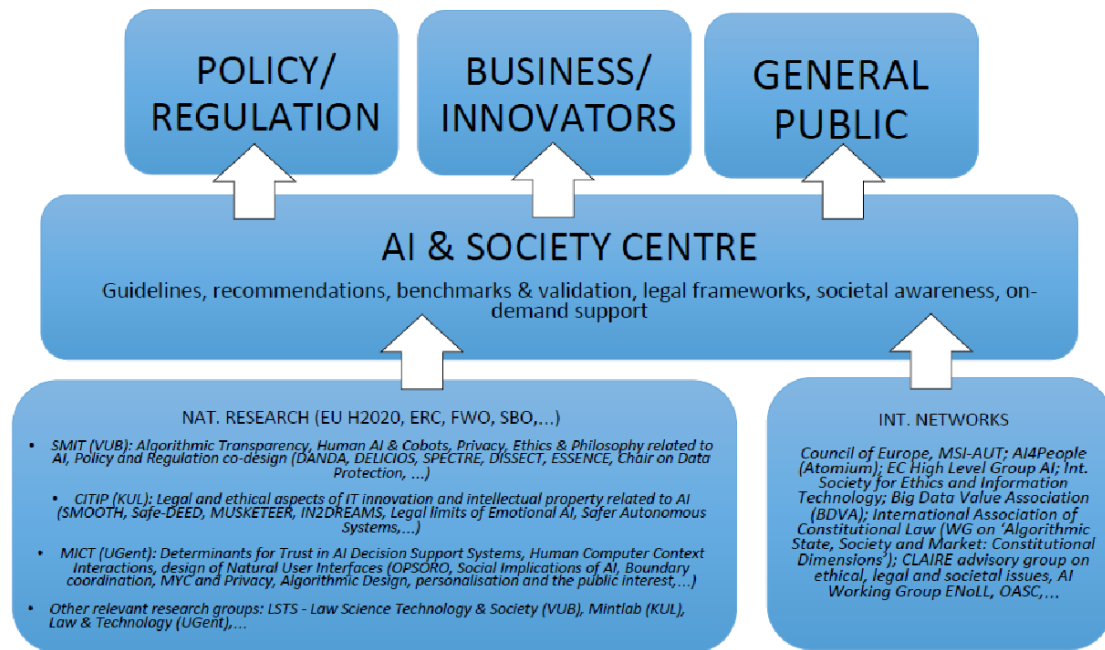 POLICY/
REGULATION
BUSINESS/
INNOVATORS
GENERAL
PUBLIC
AI & SOCIETY CENTRE
Guidelines, recommendations, benchmarks & validation, legal frameworks, societal awareness, on-
demand support
NAT. RESEARCH (EU H2020, ERC, FWO, SBO,...)
• SMIT (VUB): Algorithmic Transparency, Human AI & Cobots, Privacy, Ethics & Philosophy related to
AI, Policy and Regulation co-design (DANDA, DELICIOS, SPECTRE, DISSECT, ESSENCE, Chair on Data
Protection, ...)
• CITIP (KUL): Legal and ethical aspects of IT innovation and intellectual property related to AI
(SMOOTH, Safe-DEED, MUSKETEER, IN2DREAMS, Legal limits of Emotional AI, Safer Autonomous
Systems,...)
• MICT (UGent): Determinants for Trust in AI Decision Support Systems, Human Computer Context
Interactions, design of Natural User Interfaces (OPSORO, Social Implications of AI, Boundary
coordination, MYC and Privacy, Algorithmic Design, personalisation and the public interest,...)
• Other relevant research groups: LSTS - Law Science Technology & Society (VUB), Mintlab (KUL),
Law & Technology (UGent),...
INT. NETWORKS
Council of Europe, MSI-AUT; AI4People
(Atomium); EC High Level Group AI; Int.
Society for Ethics and Information
Technology; Big Data Value Association
(BDVA); International Association of
Constitutional Law (WG on ‘Algorithmic
State, Society and Market: Constitutional
Dimensions’); CLAIRE advisory group on
ethical, legal and societal issues, AI
Working Group ENoLL, OASC,...